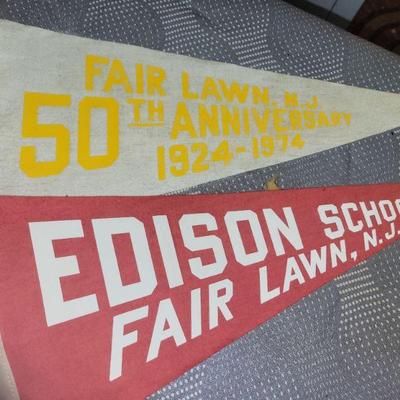 FAIR LAWN, N.J.
50TH ANNIVERSARY
1924-1974
EDISON SCHOO
FAIR LAWN, N.J.